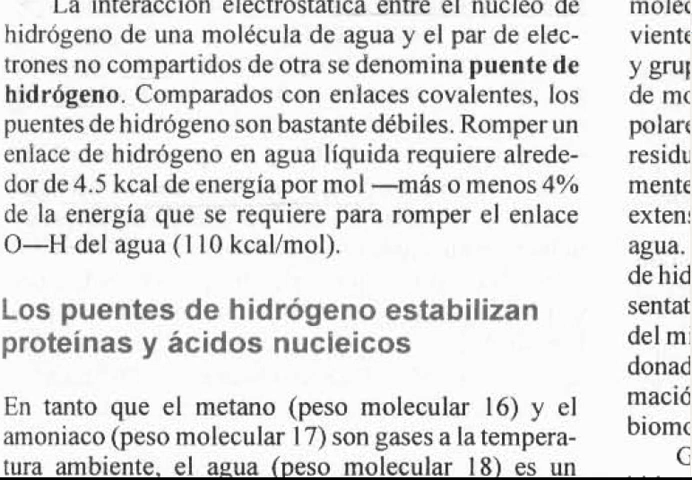 La interacción electrostática entre el núcleo de
hidrógeno de una molécula de agua y el par de elec-
trones no compartidos de otra se denomina puente de
hidrógeno. Comparados con enlaces covalentes, los
puentes de hidrógeno son bastante débiles. Romper un
enlace de hidrógeno en agua líquida requiere alrede-
dor de 4.5 kcal de energía por mol —más o menos 4%
de la energía que se requiere para romper el enlace
O—H del agua (110 kcal/mol).
Los puentes de hidrógeno estabilizan
proteínas y ácidos nucleicos
En tanto que el metano (peso molecular 16) y el
amoniaco (peso molecular 17) son gases a la tempera-
tura ambiente, el agua (peso molecular 18) es un
moléc
viente
y grup
de mo
polare
residu
mente
extens
agua.
de hid
sentat
del mi
donad
mació
biomo